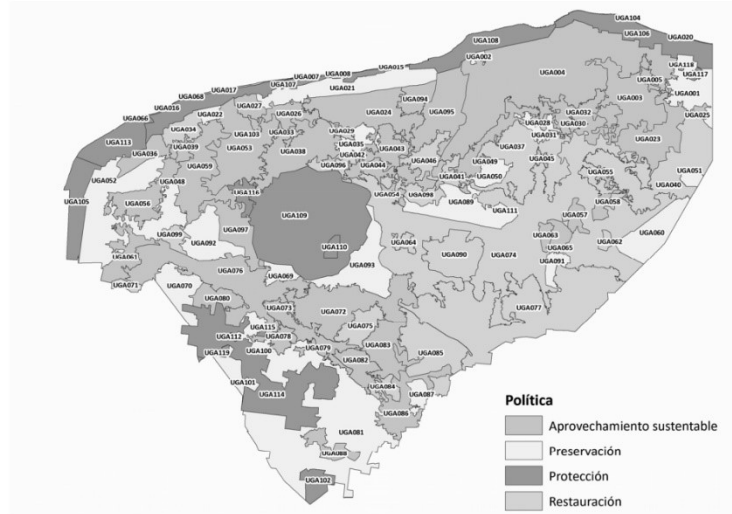 UGA104
UGA108
UGA106
UGA020
UGA002
UGA118
UGA015
UGA004
UGA117
UGA008
UGA007
UGA005
UGA107
UGA021
UGA001
UGA017
UGA068
UGA094
UGA003
UGA016
UGA027
UGA026
UGA024
UGA095
UGA032
UGA025
UGA066
UGA022
UGA028
UGA030
UGA034
UGA103
UGA033
UGA029
UGA031
UGA023
UGA113
UGA039
UGA053
UGA035
UGA043
UGA037
UGA036
UGA038
UGA042
UGA046
UGA049
UGA045
UGA059
UGA096
UGA044
UGA041
UGA050
UGA055
UGA051
UGA052
UGA048
UGA040
UGA105
UGA116
UGA054
UGA098
UGA089
UGA058
UGA056
UGA109
UGA111
UGA057
UGA099
UGA097
UGA063
UGA060
UGA092
UGA110
UGA064
UGA065
UGA062
UGA061
UGA090
UGA074
UGA093
UGA091
UGA076
UGA069
UGA071
UGA070
UGA080
UGA073
UGA072
UGA077
UGA115
UGA075
UGA112
UGA078
UGA083
UGA119
UGA100
UGA079
UGA082
UGA085
UGA101
UGA114
UGA084
UGA087
UGA086
UGA081
UGA088
UGA102
Política
Aprovechamiento sustentable
Preservación
Protección
Restauración